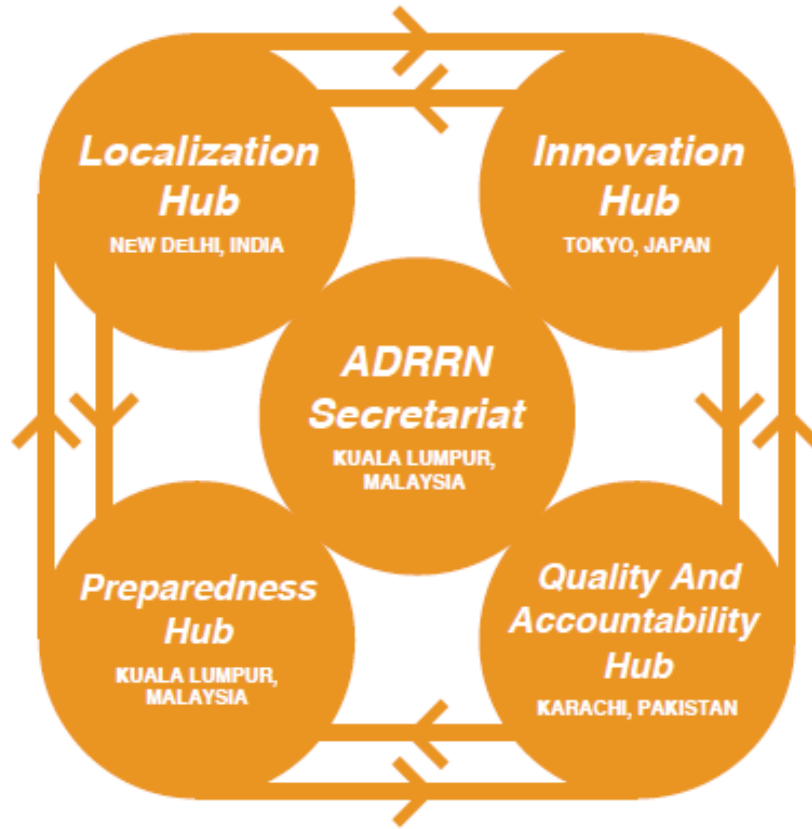 Localization
Hub
NEW DELHI, INDIA
Innovation
Hub
TOKYO, JAPAN
ADRRN
Secretariat
KUALA LUMPUR,
MALAYSIA
Preparedness
Hub
KUALA LUMPUR,
MALAYSIA
Quality And
Accountability
Hub
KARACHI, PAKISTAN